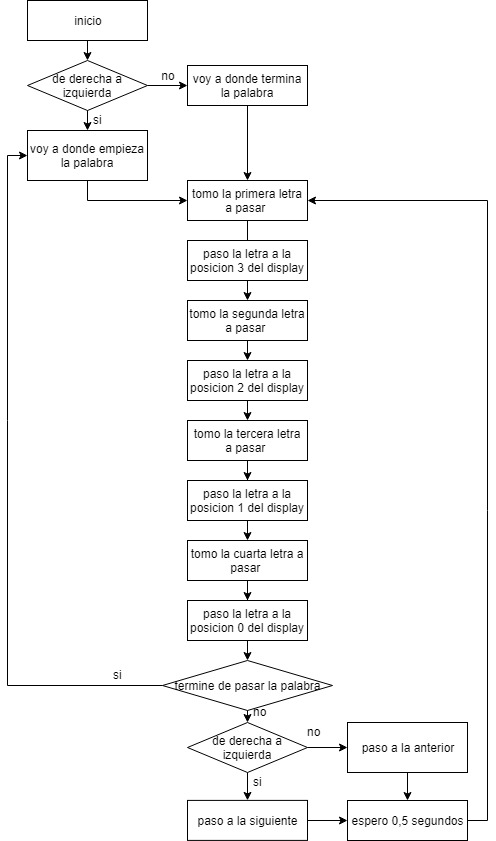 inicio
de derecha a
izquierda
no
voy a donde termina
la palabra
si
voy a donde empieza
la palabra
tomo la primera letra
a pasar
paso la letra a la
posicion 3 del display
tomo la segunda letra
a pasar
paso la letra a la
posicion 2 del display
tomo la tercera letra
a pasar
paso la letra a la
posicion 1 del display
tomo la cuarta letra a
pasar
paso la letra a la
posicion 0 del display
si
termine de pasar la palabra
no
de derecha a
izquierda
no
paso a la anterior
si
paso a la siguiente
espero 0,5 segundos